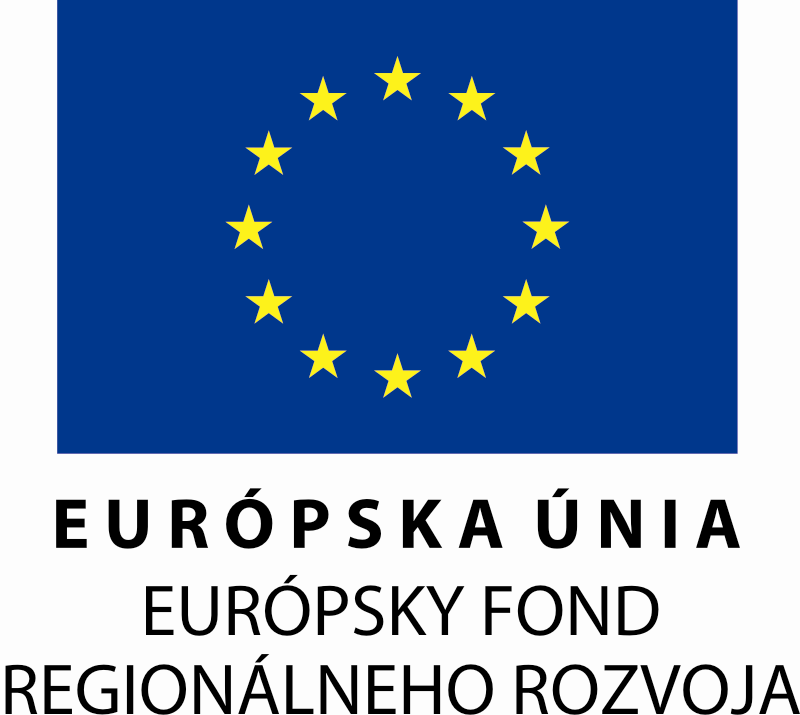 EURÓPSKA ÚNIA
EURÓPSKY FOND
REGIONÁLNEHO ROZVOJA